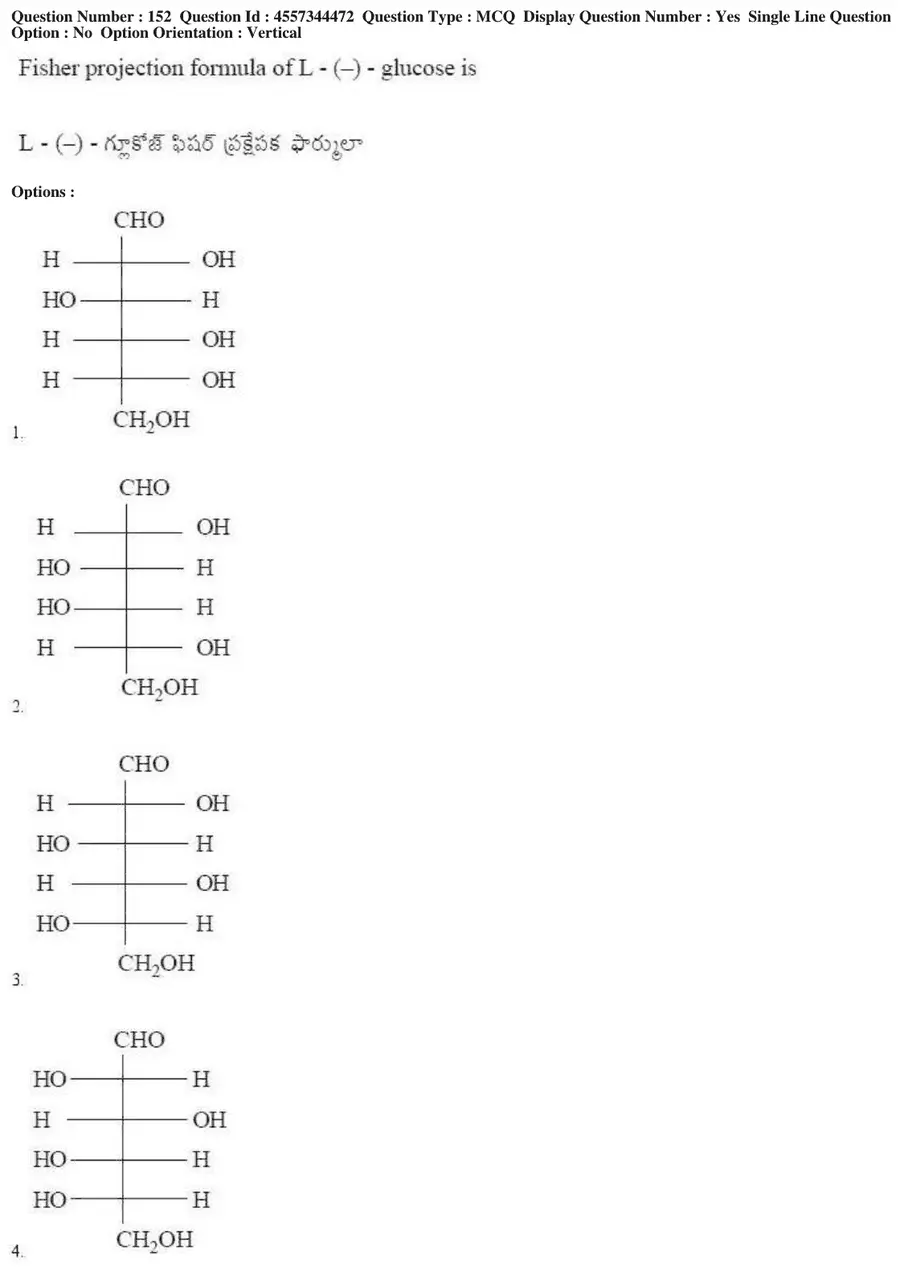 Question Number : 152 Question Id : 4557344472 Question Type : MCQ Display Question Number : Yes Single Line Question
Option : No Option Orientation : Vertical
Fisher projection formula of L - (–) - glucose is
L - (–) - గ్లూకోజ్ ఫిషర్ ప్రక్షేపక ఫార్ములా
Options :
CHO
H OH
HO H
H OH
H OH
CH₂OH
1.
CHO
H OH
HO H
HO H
H OH
CH₂OH
2.
CHO
H OH
HO H
H OH
HO H
CH₂OH
3.
CHO
HO H
H OH
HO H
HO H
CH₂OH
4.